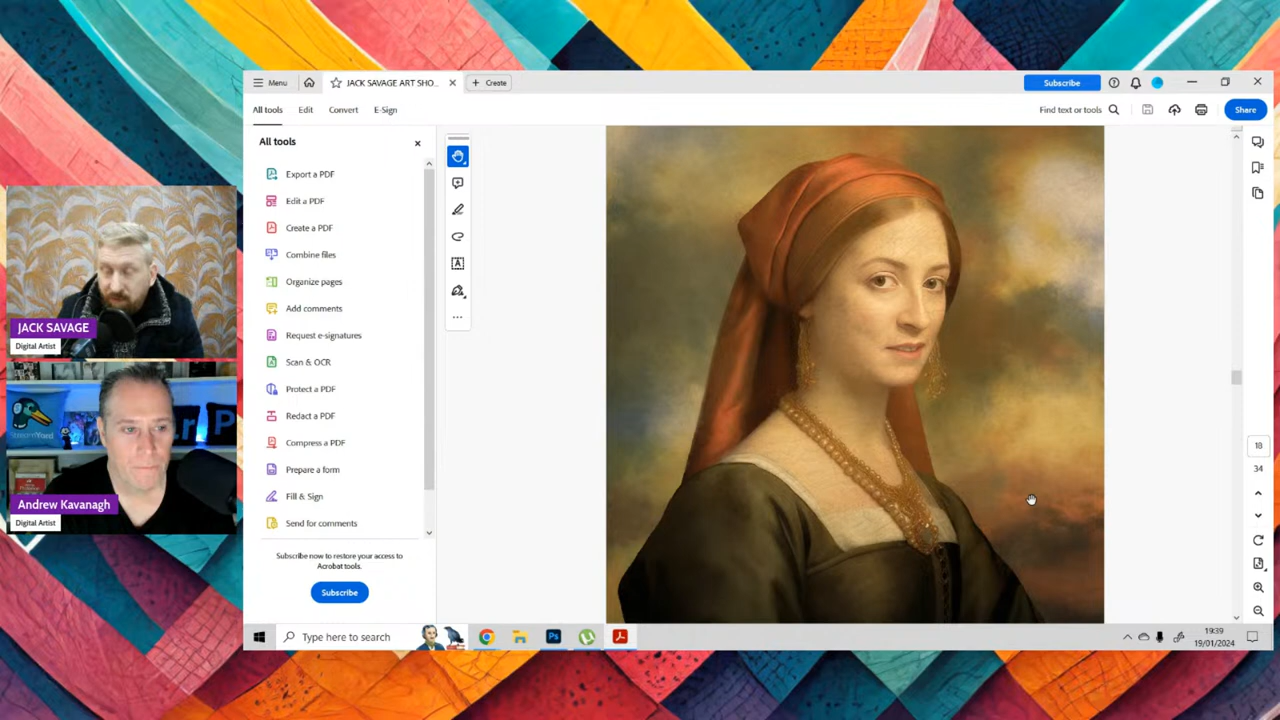 Menu
JACK SAVAGE ART SHO...
Create
Subscribe
All tools
Edit
Convert
E-Sign
Find text or tools
Share
All tools
Export a PDF
Edit a PDF
Create a PDF
Combine files
Organize pages
Add comments
Request e-signatures
Scan & OCR
Protect a PDF
Redact a PDF
Compress a PDF
Prepare a form
Fill & Sign
Send for comments
Subscribe now to restore your access to
Acrobat tools.
Subscribe
18
34
JACK SAVAGE
Digital Artist
StreamYard
Andrew Kavanagh
Digital Artist
Type here to search
Ps
19:39
19/01/2024